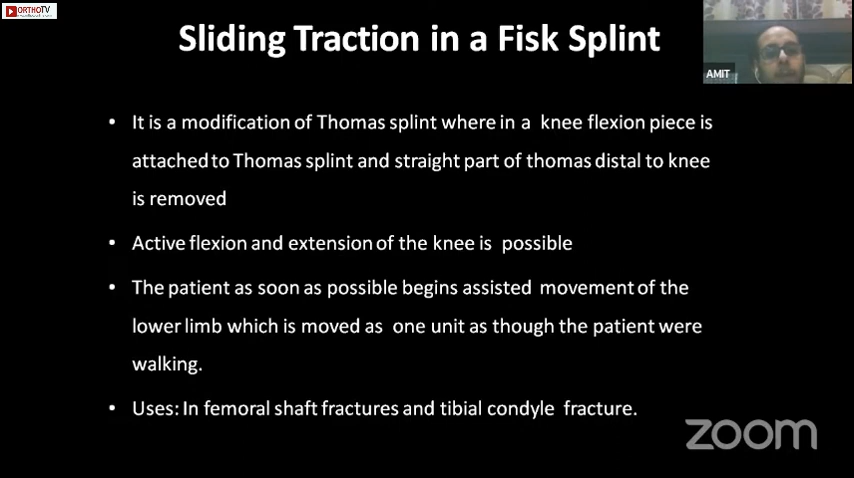 ORTHOTV
Sliding Traction in a Fisk Splint
AMIT
• It is a modification of Thomas splint where in a knee flexion piece is
attached to Thomas splint and straight part of thomas distal to knee
is removed
• Active flexion and extension of the knee is possible
• The patient as soon as possible begins assisted movement of the
lower limb which is moved as one unit as though the patient were
walking.
• Uses: In femoral shaft fractures and tibial condyle fracture.
zoom